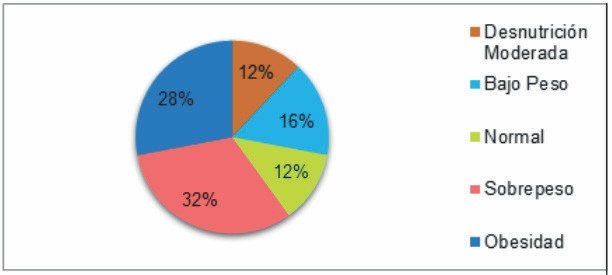 12%
16%
12%
32%
28%
Desnutrición
Moderada
Bajo Peso
Normal
Sobrepeso
Obesidad